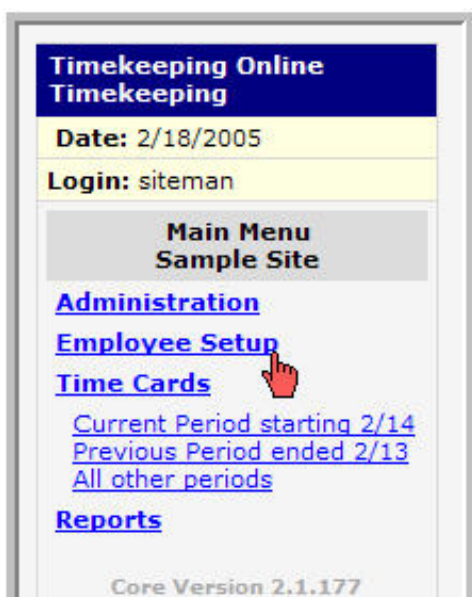 Timekeeping Online
Timekeeping
Date: 2/18/2005
Login: siteman
Main Menu
Sample Site
Administration
Employee Setup
Time Cards
Current Period starting 2/14
Previous Period ended 2/13
All other periods
Reports
Core Version 2.1.177